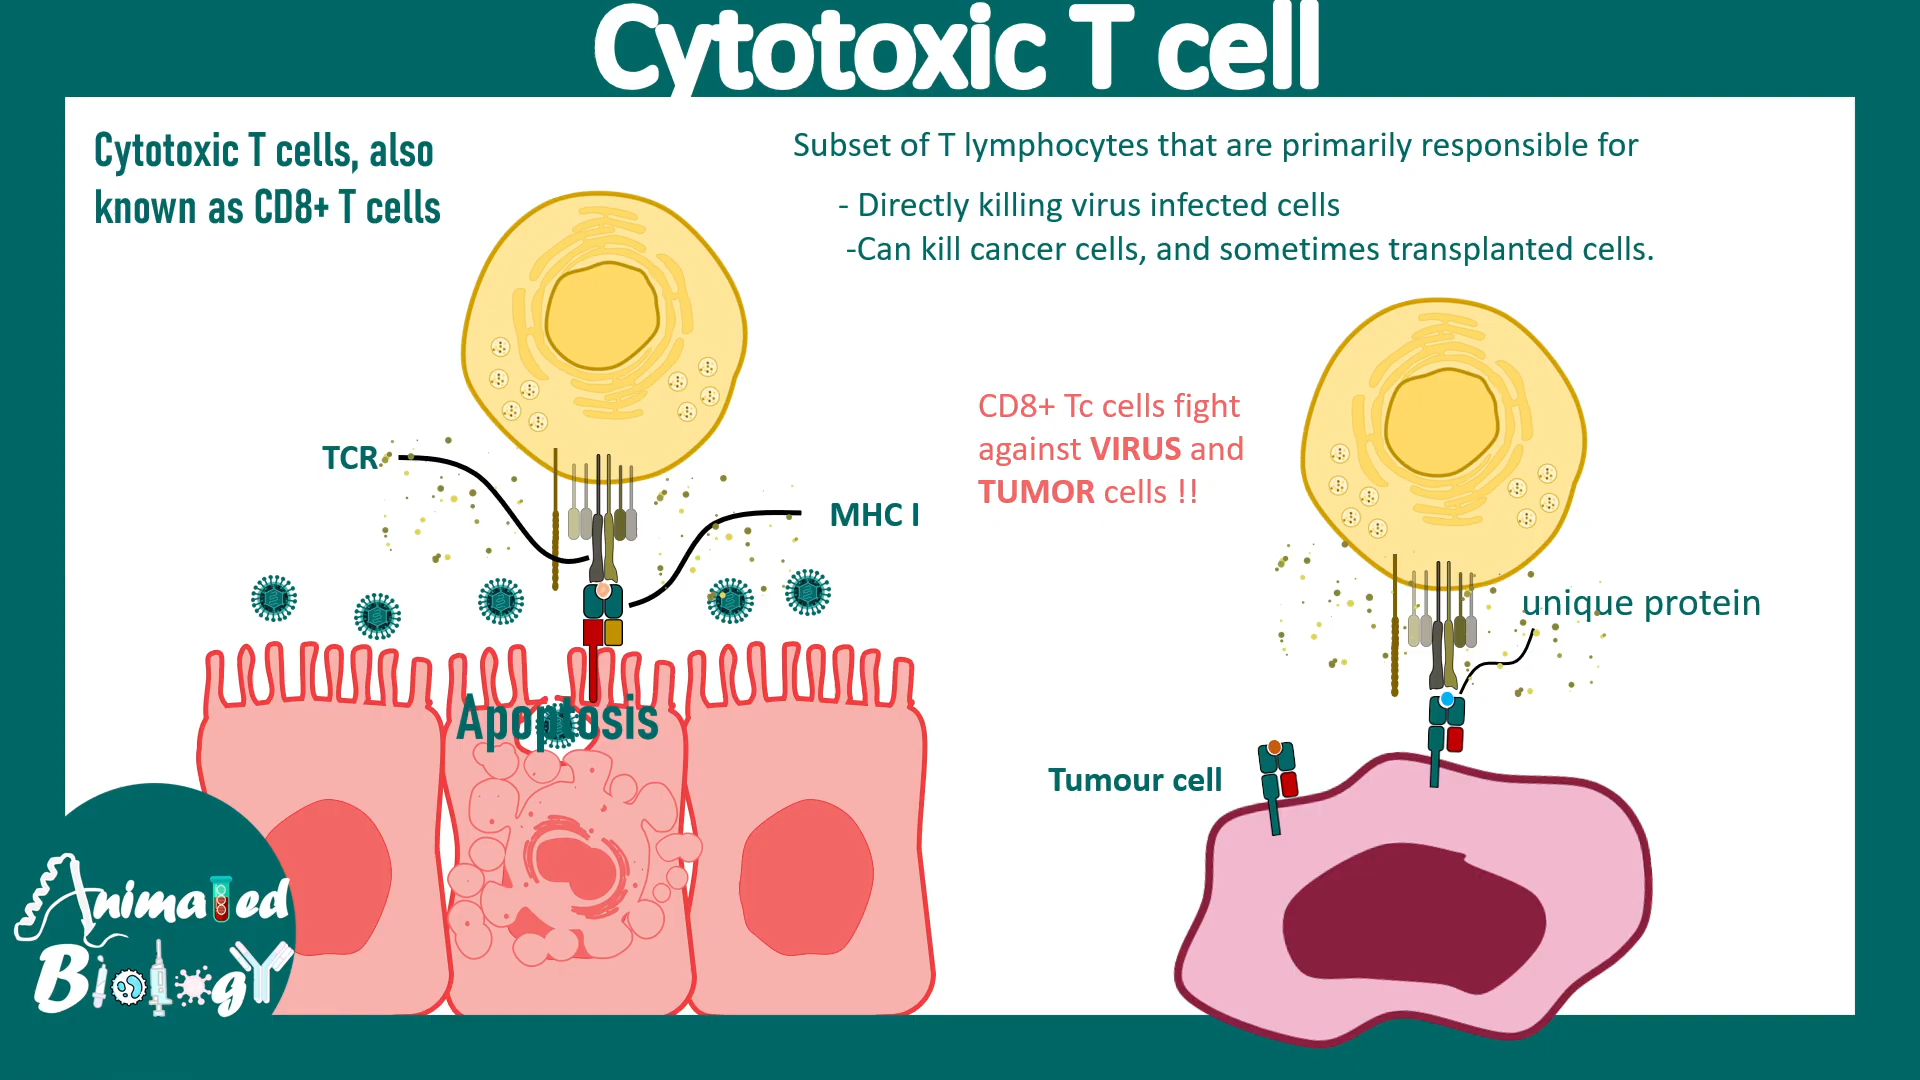 Cytotoxic T cell
Cytotoxic T cells, also
known as CD8+ T cells
Subset of T lymphocytes that are primarily responsible for
- Directly killing virus infected cells
-Can kill cancer cells, and sometimes transplanted cells.
CD8+ Tc cells fight
against VIRUS and
TUMOR cells !!
TCR
MHC I
unique protein
Apoptosis
Tumour cell
Animated
Biology